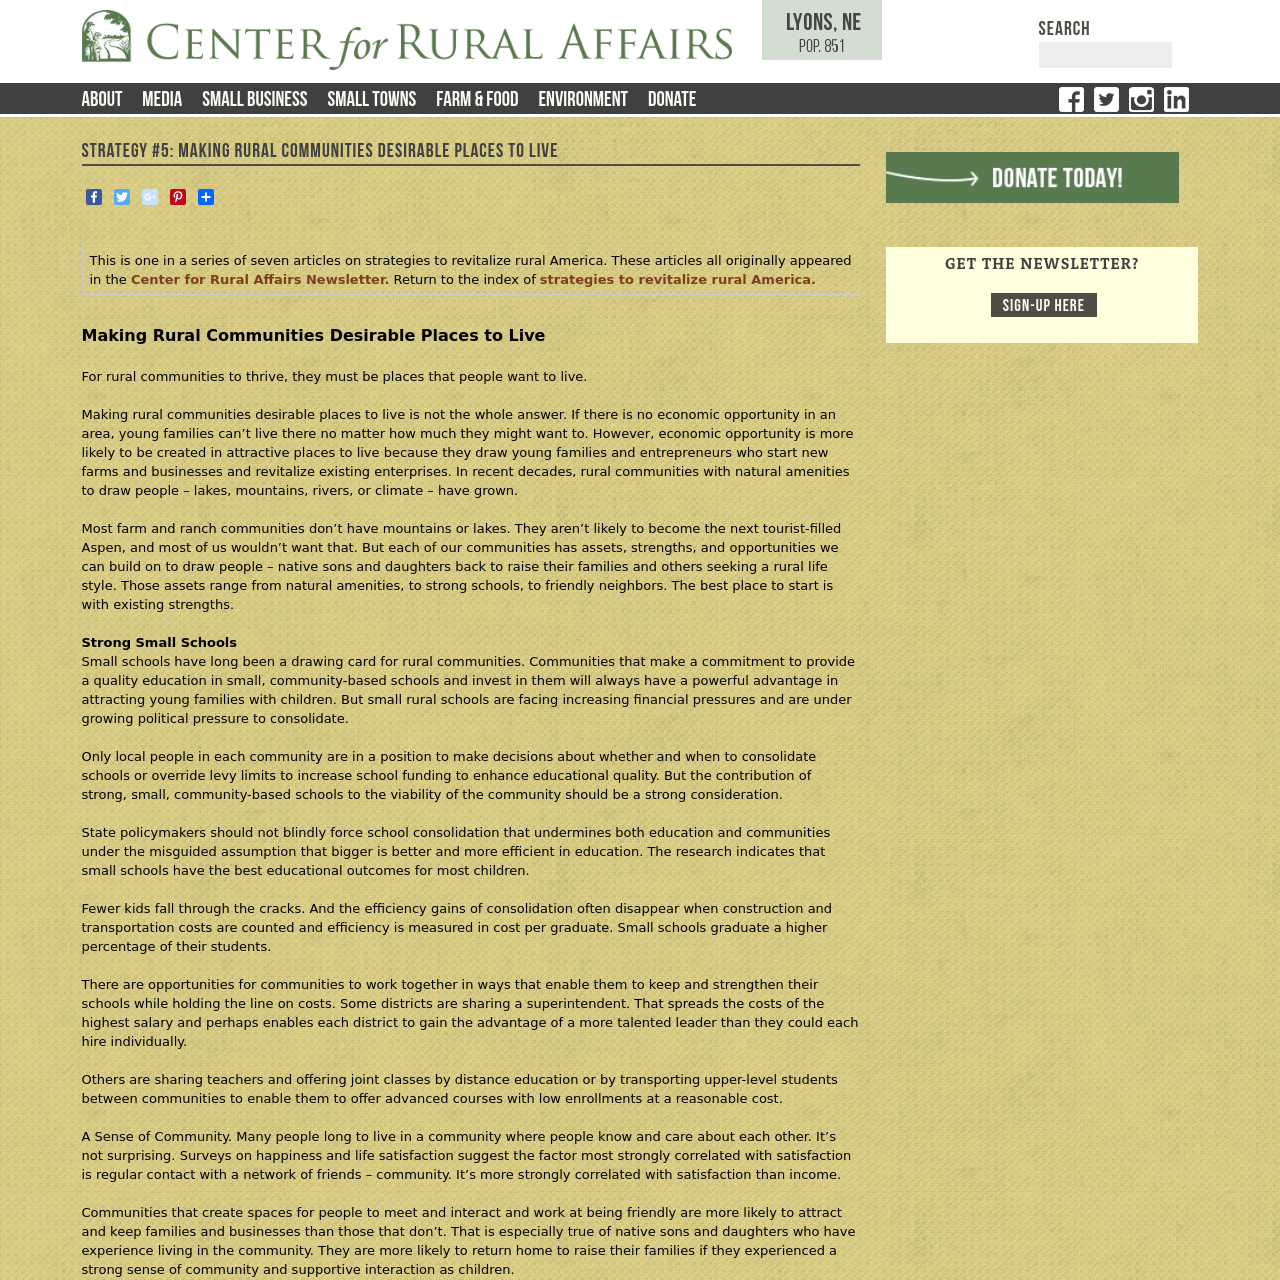 CENTER for RURAL AFFAIRS
LYONS, NE
POP. 851
SEARCH
ABOUT MEDIA SMALL BUSINESS SMALL TOWNS FARM & FOOD ENVIRONMENT DONATE
STRATEGY #5: MAKING RURAL COMMUNITIES DESIRABLE PLACES TO LIVE
DONATE TODAY!
GET THE NEWSLETTER?
SIGN-UP HERE
This is one in a series of seven articles on strategies to revitalize rural America. These articles all originally appeared
in the Center for Rural Affairs Newsletter. Return to the index of strategies to revitalize rural America.
Making Rural Communities Desirable Places to Live
For rural communities to thrive, they must be places that people want to live.
Making rural communities desirable places to live is not the whole answer. If there is no economic opportunity in an
area, young families can’t live there no matter how much they might want to. However, economic opportunity is more
likely to be created in attractive places to live because they draw young families and entrepreneurs who start new
farms and businesses and revitalize existing enterprises. In recent decades, rural communities with natural amenities
to draw people – lakes, mountains, rivers, or climate – have grown.
Most farm and ranch communities don’t have mountains or lakes. They aren’t likely to become the next tourist-filled
Aspen, and most of us wouldn’t want that. But each of our communities has assets, strengths, and opportunities we
can build on to draw people – native sons and daughters back to raise their families and others seeking a rural life
style. Those assets range from natural amenities, to strong schools, to friendly neighbors. The best place to start is
with existing strengths.
Strong Small Schools
Small schools have long been a drawing card for rural communities. Communities that make a commitment to provide
a quality education in small, community-based schools and invest in them will always have a powerful advantage in
attracting young families with children. But small rural schools are facing increasing financial pressures and are under
growing political pressure to consolidate.
Only local people in each community are in a position to make decisions about whether and when to consolidate
schools or override levy limits to increase school funding to enhance educational quality. But the contribution of
strong, small, community-based schools to the viability of the community should be a strong consideration.
State policymakers should not blindly force school consolidation that undermines both education and communities
under the misguided assumption that bigger is better and more efficient in education. The research indicates that
small schools have the best educational outcomes for most children.
Fewer kids fall through the cracks. And the efficiency gains of consolidation often disappear when construction and
transportation costs are counted and efficiency is measured in cost per graduate. Small schools graduate a higher
percentage of their students.
There are opportunities for communities to work together in ways that enable them to keep and strengthen their
schools while holding the line on costs. Some districts are sharing a superintendent. That spreads the costs of the
highest salary and perhaps enables each district to gain the advantage of a more talented leader than they could each
hire individually.
Others are sharing teachers and offering joint classes by distance education or by transporting upper-level students
between communities to enable them to offer advanced courses with low enrollments at a reasonable cost.
A Sense of Community. Many people long to live in a community where people know and care about each other. It’s
not surprising. Surveys on happiness and life satisfaction suggest the factor most strongly correlated with satisfaction
is regular contact with a network of friends – community. It’s more strongly correlated with satisfaction than income.
Communities that create spaces for people to meet and interact and work at being friendly are more likely to attract
and keep families and businesses than those that don’t. That is especially true of native sons and daughters who have
experience living in the community. They are more likely to return home to raise their families if they experienced a
strong sense of community and supportive interaction as children.